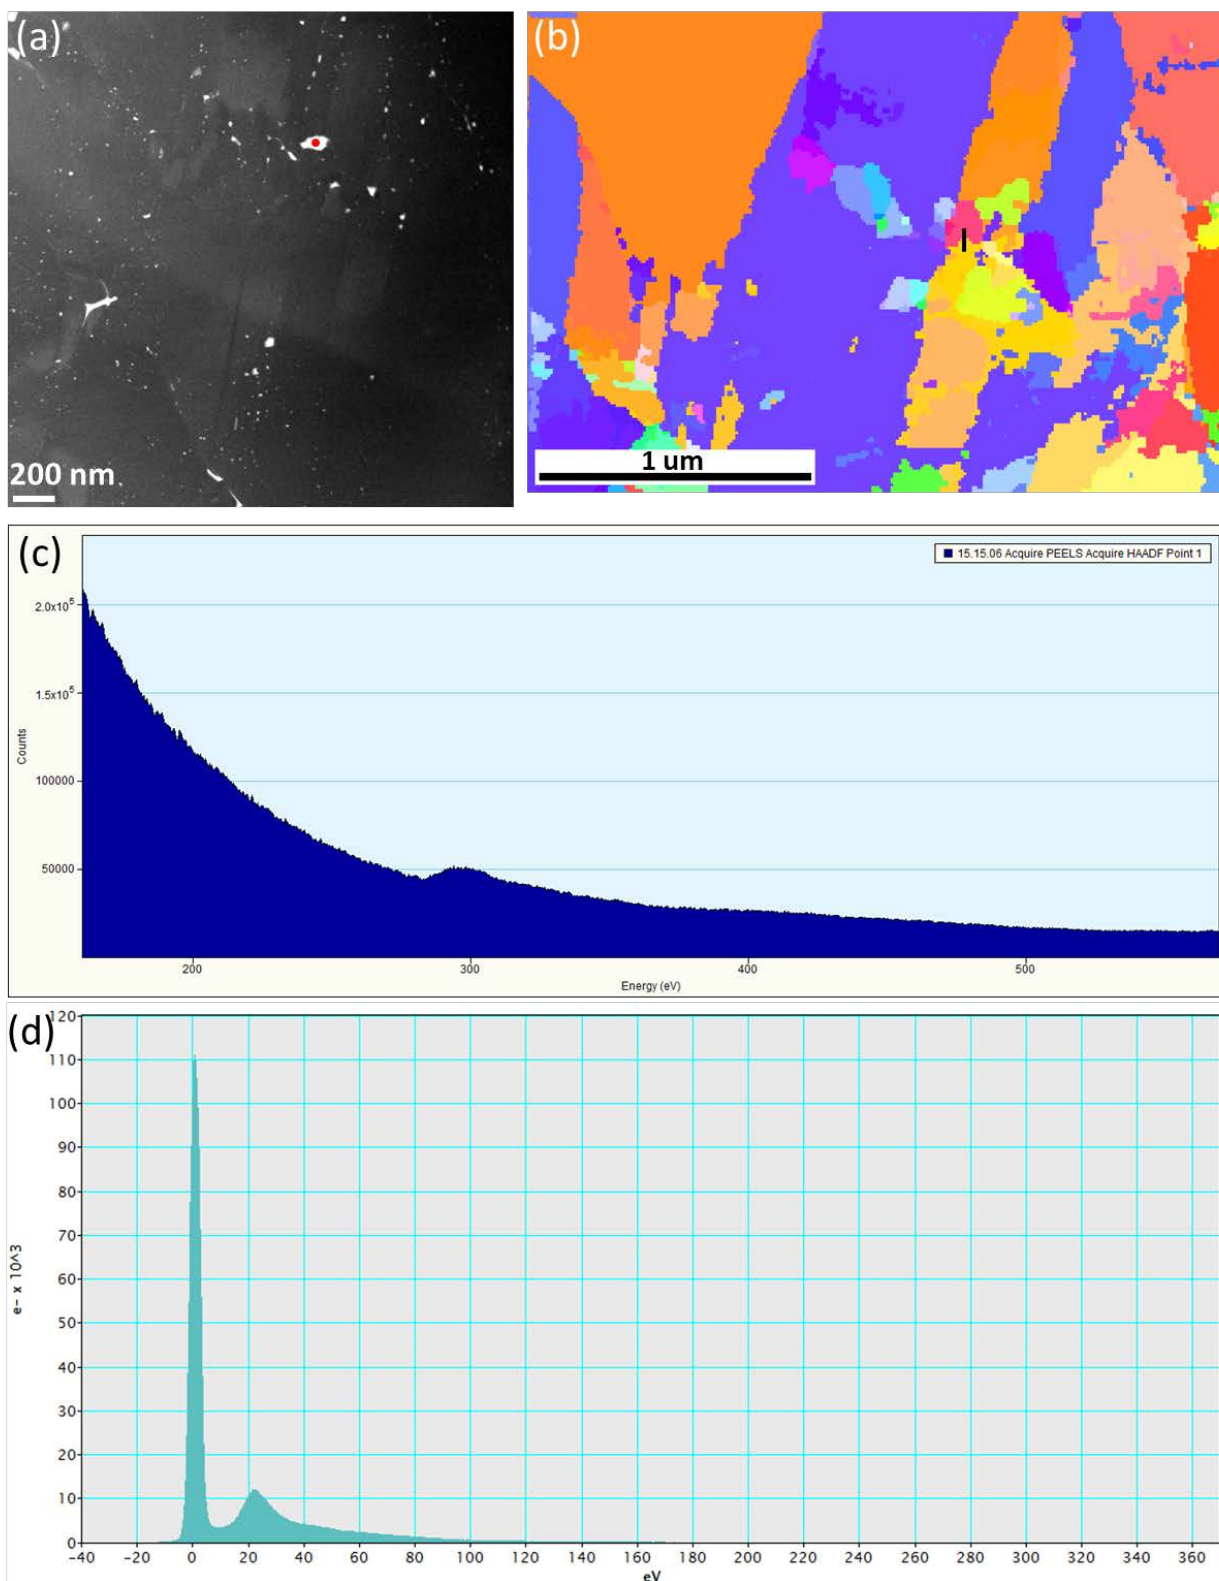 (a)
200 nm
(b)
1 um
(c)
15.15.06 Acquire PEELS Acquire HAADF Point 1
2.0x10^5
1.5x10^5
100000
50000
Counts
200 300 400 500
Energy (eV)
(d)
120
110
100
90
80
70
60
50
40
30
20
10
0
e- x 10^3
-40 -20 0 20 40 60 80 100 120 140 160 180 200 220 240 260 280 300 320 340 360
eV